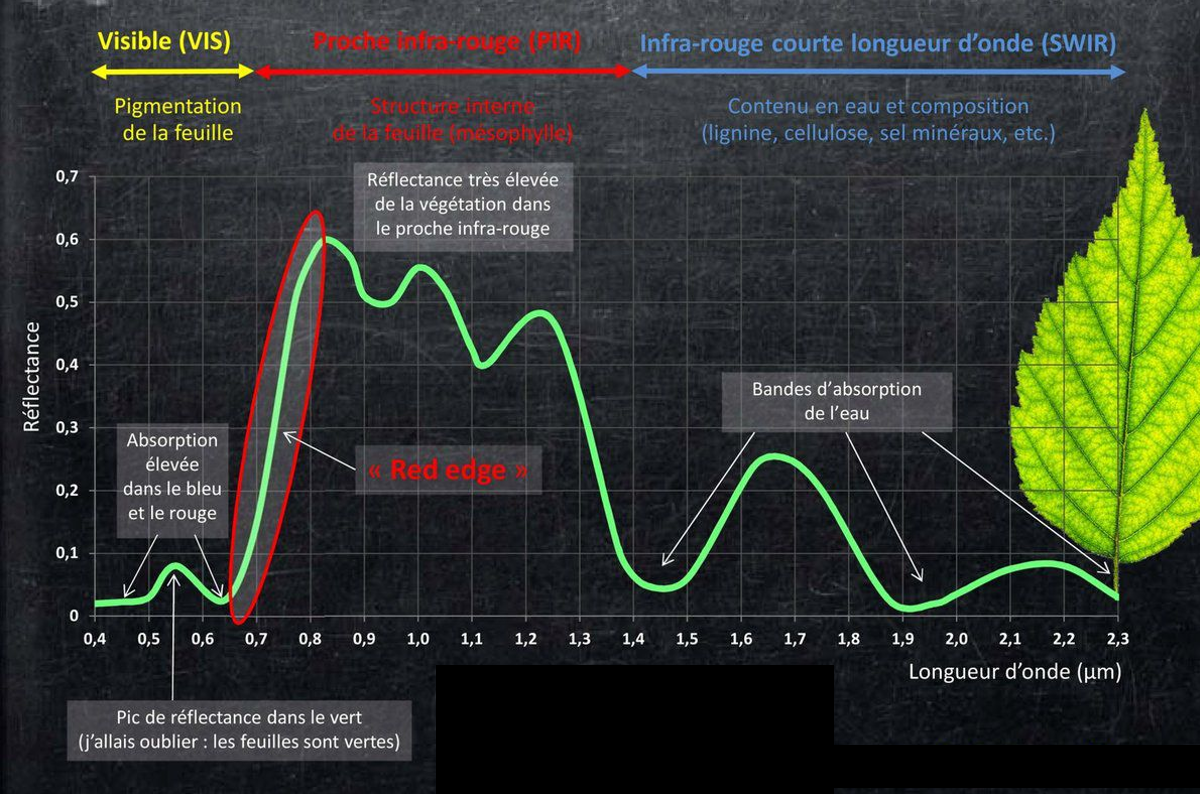 Visible (VIS)
Proche infra-rouge (PIR)
Infra-rouge courte longueur d’onde (SWIR)
Pigmentation
de la feuille
Structure interne
de la feuille (mésophylle)
Contenu en eau et composition
(lignine, cellulose, sel minéraux, etc.)
Réflectance très élevée
de la végétation dans
le proche infra-rouge
0,7
0,6
0,5
0,4
0,3
0,2
0,1
0
Réflectance
Absorption
élevée
dans le bleu
et le rouge
« Red edge »
Bandes d’absorption
de l’eau
0,4 0,5 0,6 0,7 0,8 0,9 1,0 1,1 1,2 1,3 1,4 1,5 1,6 1,7 1,8 1,9 2,0 2,1 2,2 2,3
Longueur d’onde (µm)
Pic de réflectance dans le vert
(j’allais oublier : les feuilles sont vertes)